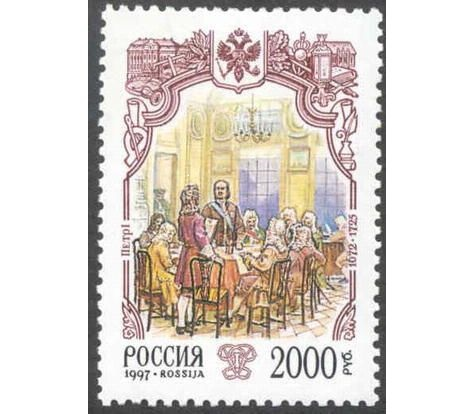 ПЕТР I
1672 · 1725
РОССИЯ
1997 · ROSSIJA
2000 РУБ.